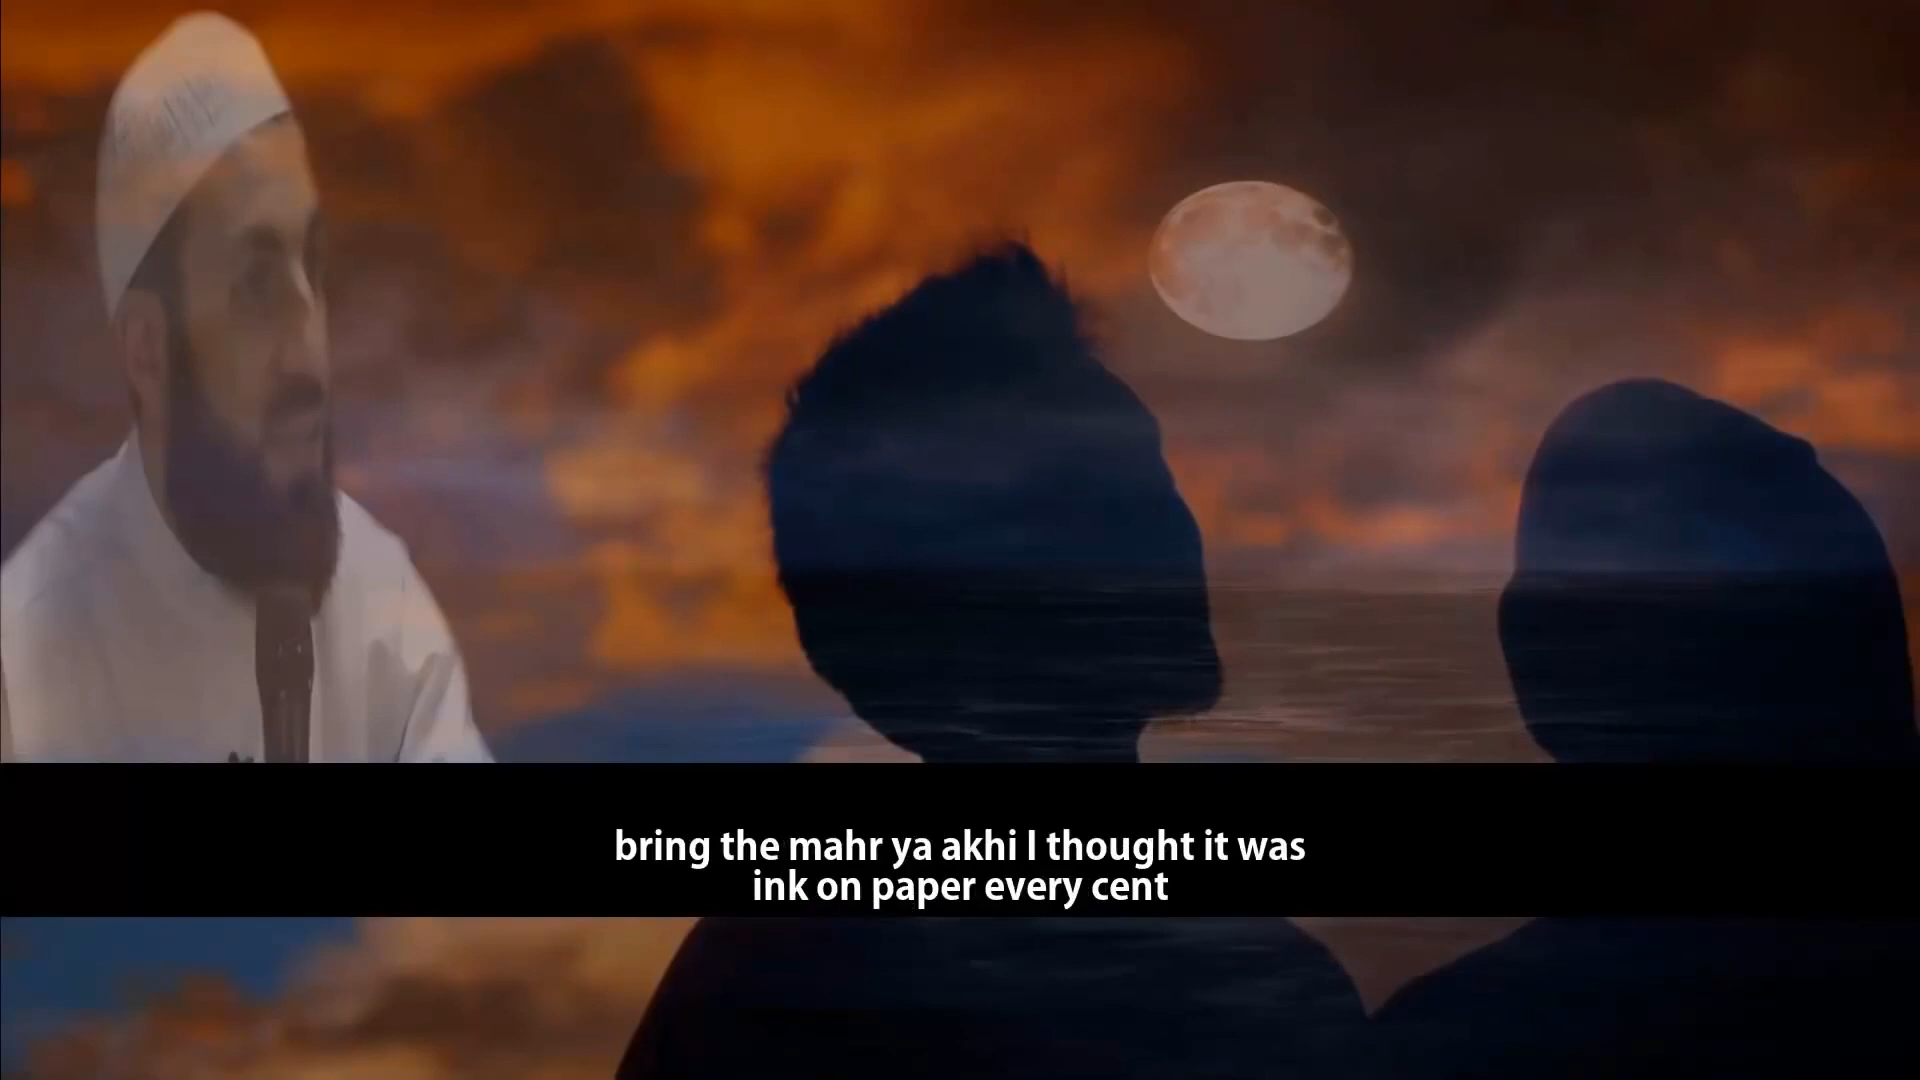 bring the mahr ya akhi I thought it was
ink on paper every cent